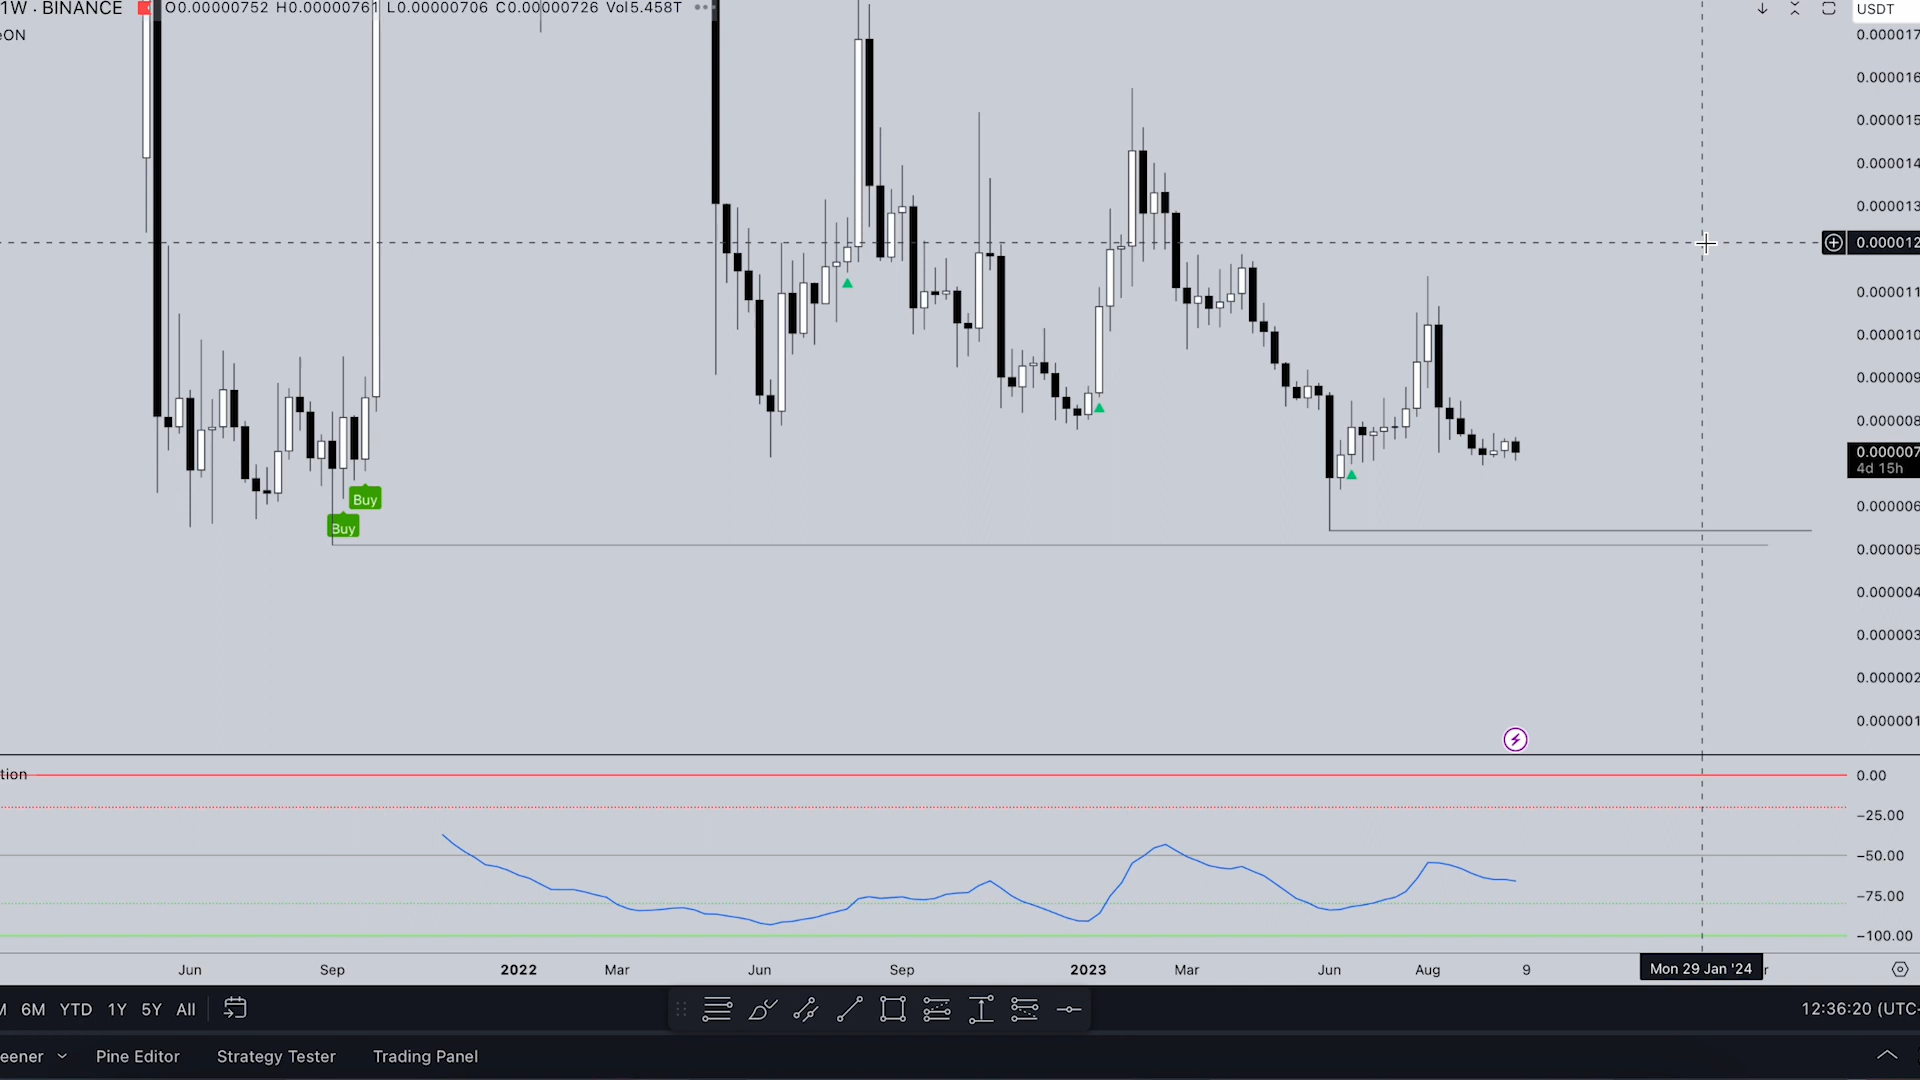 1W · BINANCE O0.00000752 H0.00000761 L0.00000706 C0.00000726 Vol5.458T
USDT
ON
0.000017
0.000016
0.000015
0.000014
0.000013
0.000012
0.000011
0.000010
0.000009
0.000008
0.000007
4d 15h
0.000006
0.000005
0.000004
0.000003
0.000002
0.000001
Buy
Buy
tion
0.00
−25.00
−50.00
−75.00
−100.00
Jun Sep 2022 Mar Jun Sep 2023 Mar Jun Aug 9 Mon 29 Jan '24 r
M 6M YTD 1Y 5Y All
12:36:20 (UTC-
eener Pine Editor Strategy Tester Trading Panel